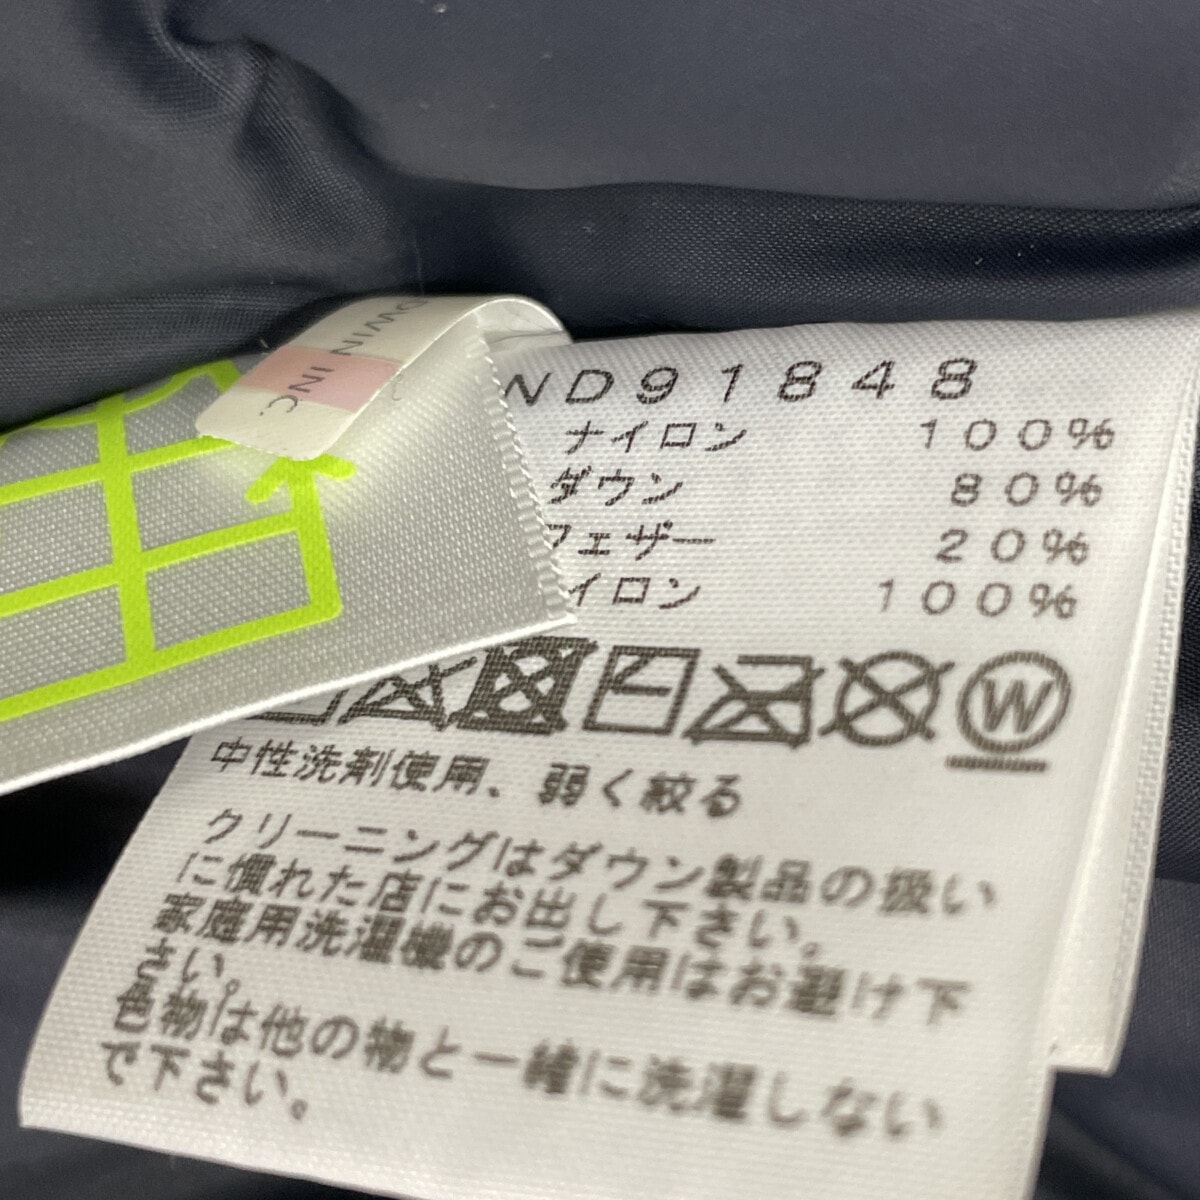 DWIN INC
INC.
ND91848
ナイロン 100%
ダウン 80%
フェザー 20%
イロン 100%
W
中性洗剤使用、弱く絞る
クリーニングはダウン製品の扱い
に慣れた店にお出し下さい。
家庭用洗濯機のご使用はお避け下
さい。
色物は他の物と一緒に洗濯しない
で下さい。